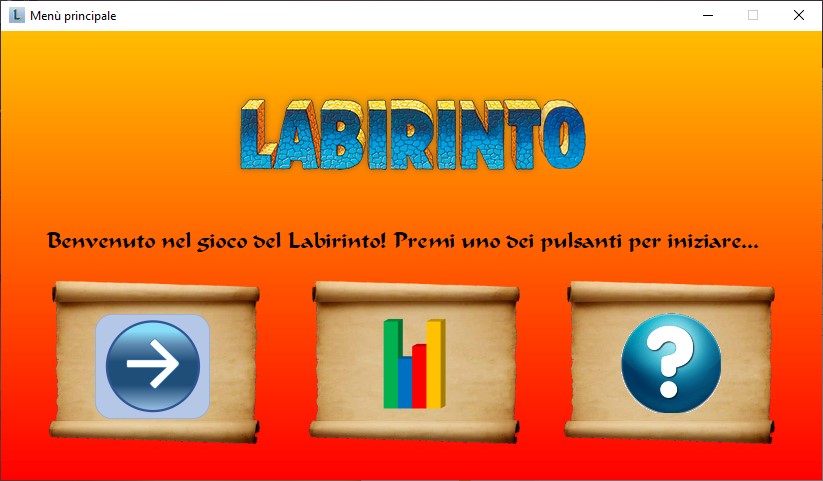 L Menù principale
LABIRINTO
Benvenuto nel gioco del Labirinto! Premi uno dei pulsanti per iniziare...
?